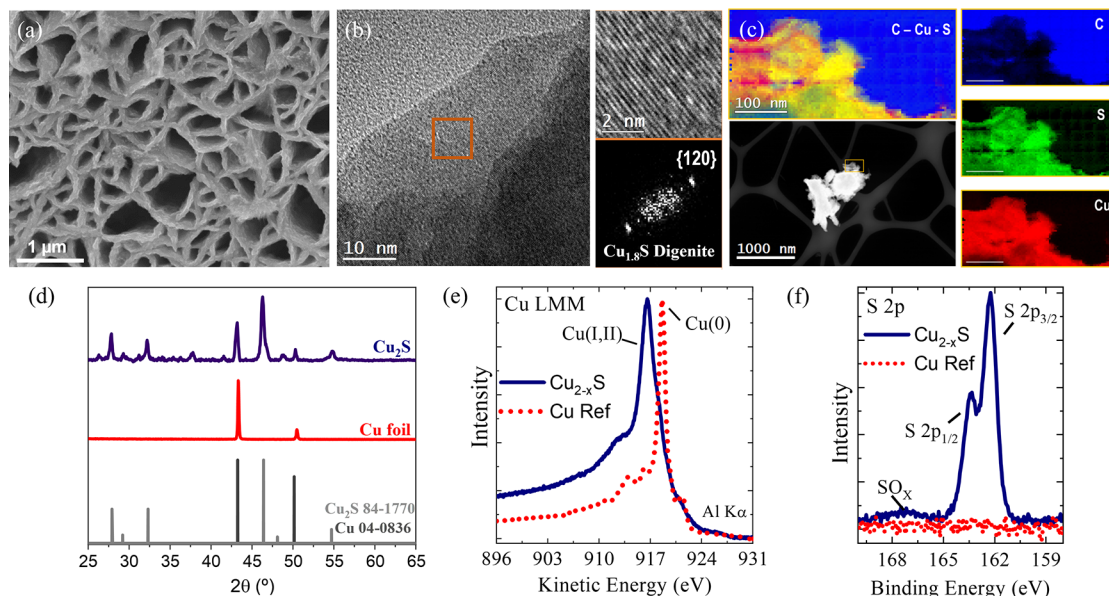 (a)
1 μm
(b)
10 nm
2 nm
{120}
Cu1.8S Digenite
(c)
C – Cu - S
100 nm
1000 nm
C
S
Cu
(d)
Cu2S
Cu foil
Cu2S 84-1770
Cu 04-0836
25 30 35 40 45 50 55 60 65
2θ (º)
(e)
Cu LMM
Cu(I,II)
Cu(0)
Cu2-xS
Cu Ref
Al Kα
Intensity
896 903 910 917 924 931
Kinetic Energy (eV)
(f)
S 2p
S 2p3/2
Cu2-xS
Cu Ref
S 2p1/2
SOX
Intensity
168 165 162 159
Binding Energy (eV)